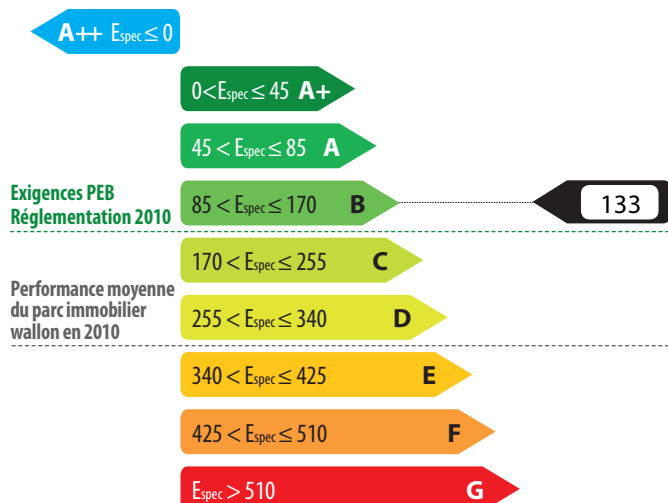 A++ Espec ≤ 0
0<Espec ≤ 45 A+
45 < Espec ≤ 85 A
Exigences PEB
Réglementation 2010
85 < Espec ≤ 170 B
133
170 < Espec ≤ 255 C
Performance moyenne
du parc immobilier
wallon en 2010
255 < Espec ≤ 340 D
340 < Espec ≤ 425 E
425 < Espec ≤ 510 F
Espec > 510 G